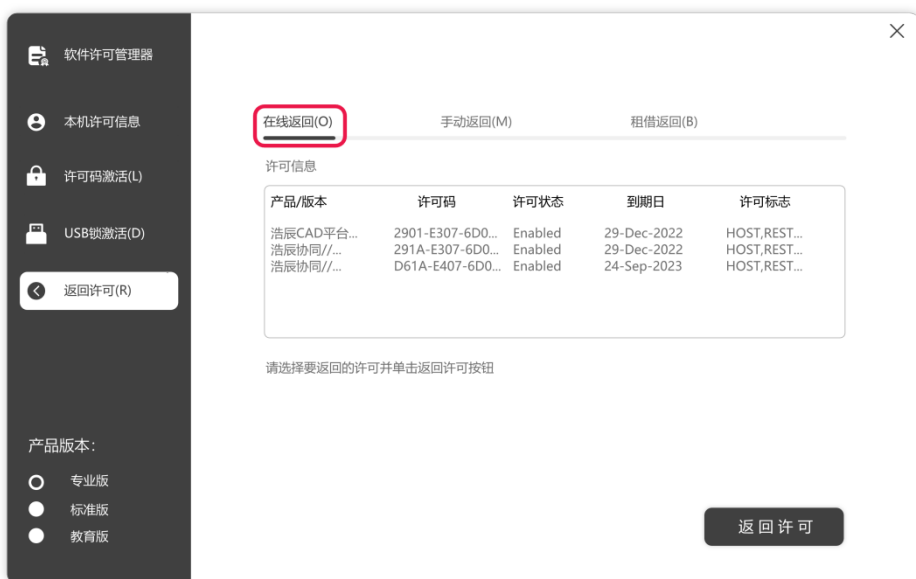 软件许可管理器
本机许可信息
许可码激活(L)
USB锁激活(D)
返回许可(R)
产品版本:
专业版
标准版
教育版
在线返回(O) 手动返回(M) 租借返回(B)
许可信息
产品/版本 许可码 许可状态 到期日 许可标志
浩辰CAD平台... 2901-E307-6D0... Enabled 29-Dec-2022 HOST,REST...
浩辰协同//... 291A-E307-6D0... Enabled 29-Dec-2022 HOST,REST...
浩辰协同//... D61A-E407-6D0... Enabled 24-Sep-2023 HOST,REST...
请选择要返回的许可并单击返回许可按钮
返回许可